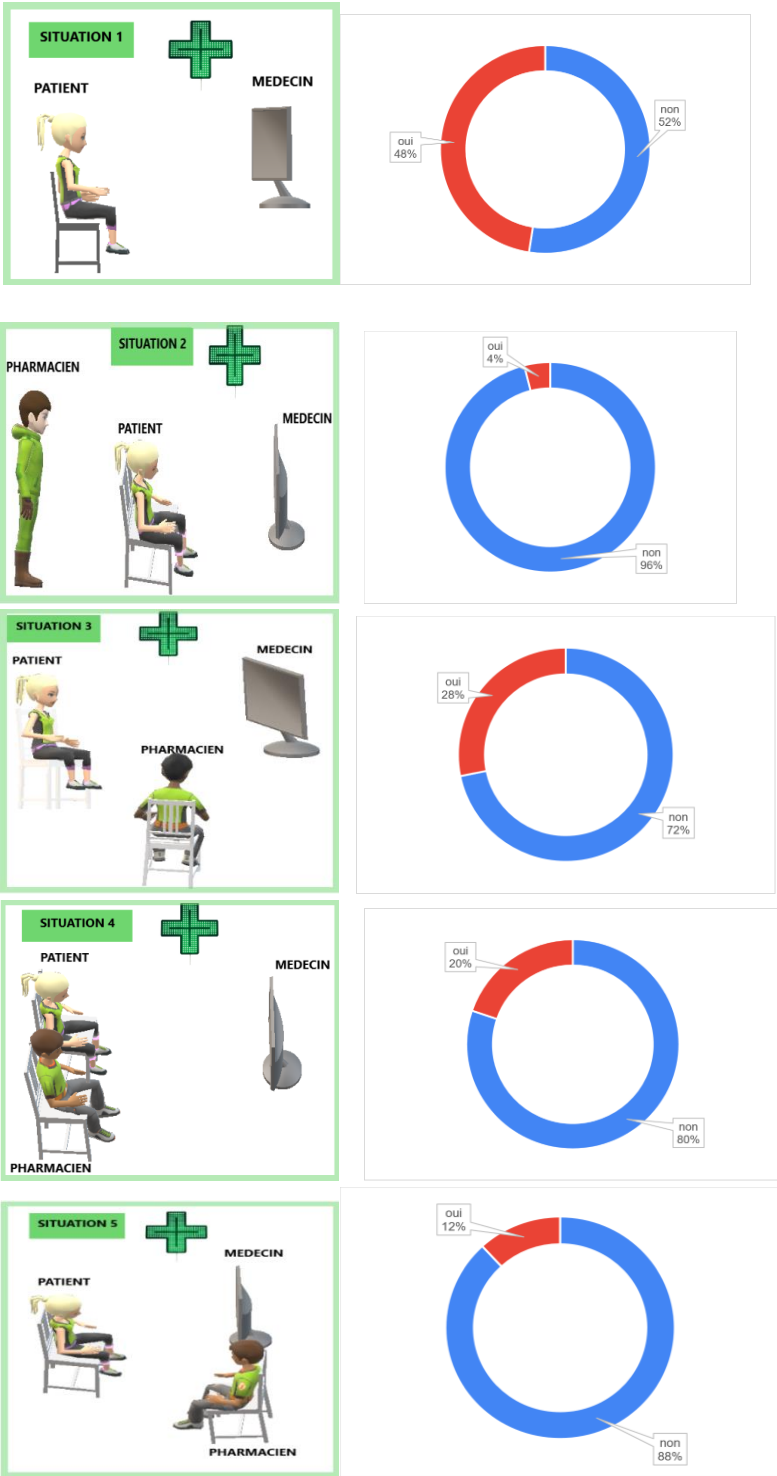 SITUATION 1
PATIENT
MEDECIN
non
52%
oui
48%
SITUATION 2
PHARMACIEN
PATIENT
MEDECIN
oui
4%
non
96%
SITUATION 3
PATIENT
MEDECIN
PHARMACIEN
oui
28%
non
72%
SITUATION 4
PATIENT
MEDECIN
PHARMACIEN
oui
20%
non
80%
SITUATION 5
MEDECIN
PATIENT
PHARMACIEN
oui
12%
non
88%